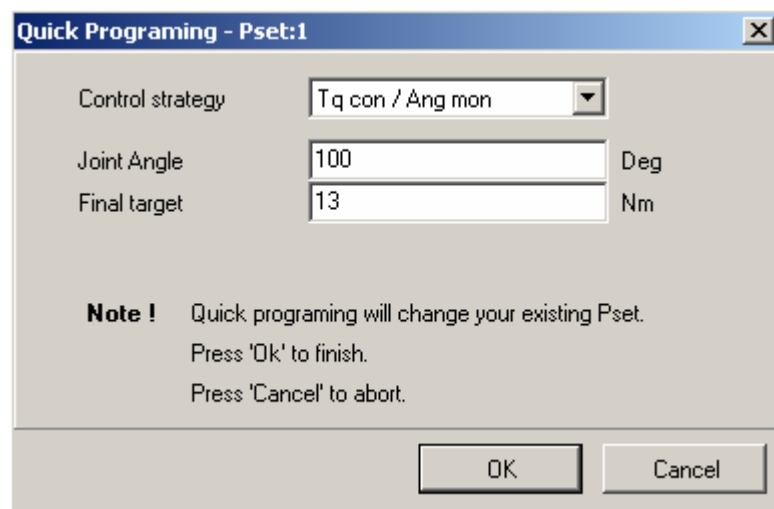 Quick Programing - Pset:1
Control strategy Tq con / Ang mon
Joint Angle 100 Deg
Final target 13 Nm
Note ! Quick programing will change your existing Pset.
Press 'Ok' to finish.
Press 'Cancel' to abort.
OK Cancel